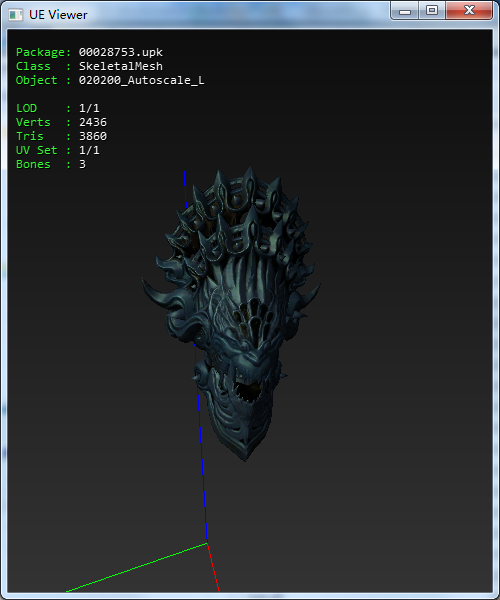 UE Viewer
Package: 00028753.upk
Class  : SkeletalMesh
Object : 020200_Autoscale_L
LOD    : 1/1
Verts  : 2436
Tris   : 3860
UV Set : 1/1
Bones  : 3